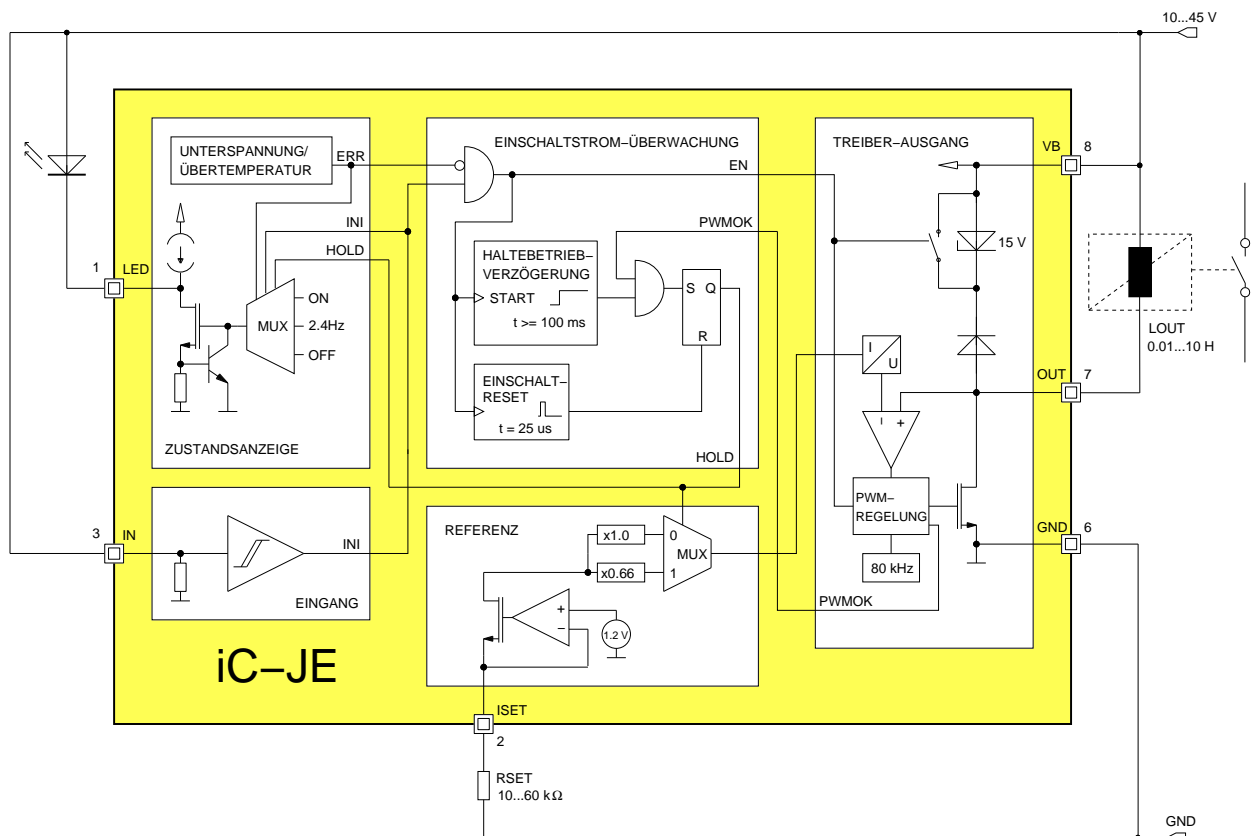 10...45 V
UNTERSPANNUNG/
ÜBERTEMPERATUR
ERR
INI
HOLD
1
LED
MUX
ON
2.4Hz
OFF
ZUSTANDSANZEIGE
EINSCHALTSTROM–ÜBERWACHUNG
EN
PWMOK
HALTEBETRIEB–
VERZÖGERUNG
START
t >= 100 ms
S Q
R
EINSCHALT–
RESET
t = 25 us
HOLD
TREIBER–AUSGANG
VB
8
15 V
I
U
– +
OUT
7
LOUT
0.01...10 H
PWM–
REGELUNG
80 kHz
PWMOK
GND
6
3
IN
INI
EINGANG
REFERENZ
x1.0
0
MUX
x0.66
1
+
–
1.2 V
iC–JE
ISET
2
RSET
10...60 kΩ
GND